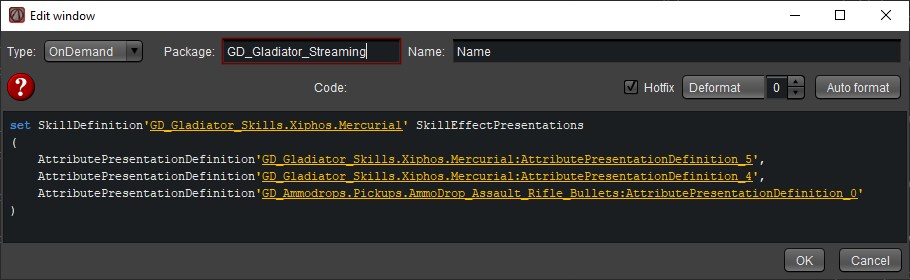 Edit window
Type: OnDemand Package: GD_Gladiator_Streaming Name: Name
? Code: Hotfix Deformat 0 Auto format
set SkillDefinition'GD_Gladiator_Skills.Xiphos.Mercurial' SkillEffectPresentations
(
AttributePresentationDefinition'GD_Gladiator_Skills.Xiphos.Mercurial:AttributePresentationDefinition_5',
AttributePresentationDefinition'GD_Gladiator_Skills.Xiphos.Mercurial:AttributePresentationDefinition_4',
AttributePresentationDefinition'GD_Ammodrops.Pickups.AmmoDrop_Assault_Rifle_Bullets:AttributePresentationDefinition_0'
)
OK Cancel